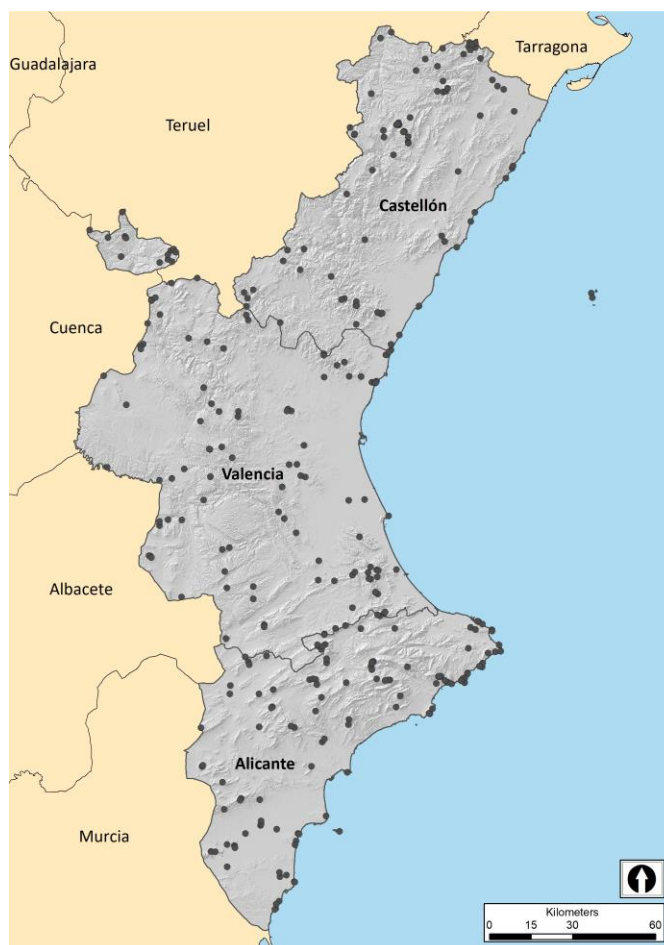 Tarragona
Guadalajara
Teruel
Castellón
Cuenca
Valencia
Albacete
Alicante
Murcia
Kilometers
0 15 30 60